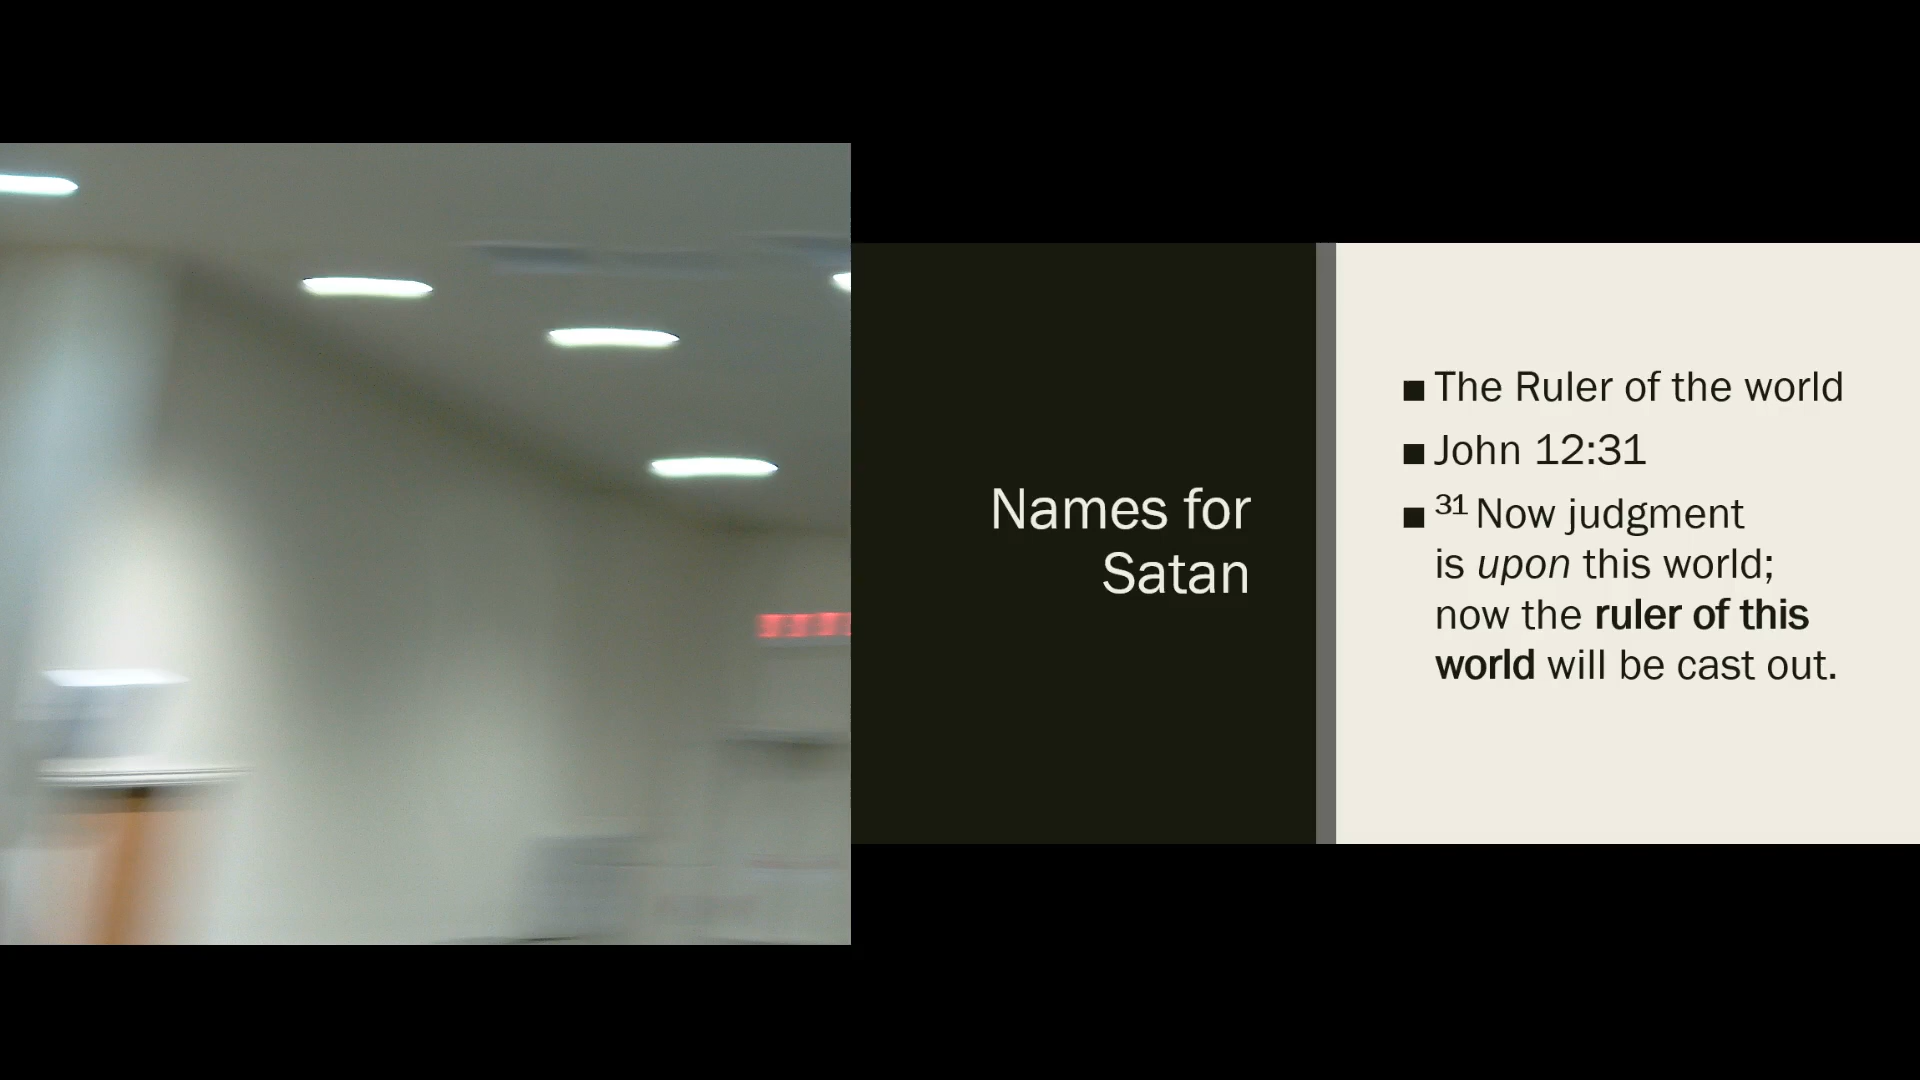 Names for
Satan
■ The Ruler of the world
■ John 12:31
■ ³¹ Now judgment
is upon this world;
now the ruler of this
world will be cast out.